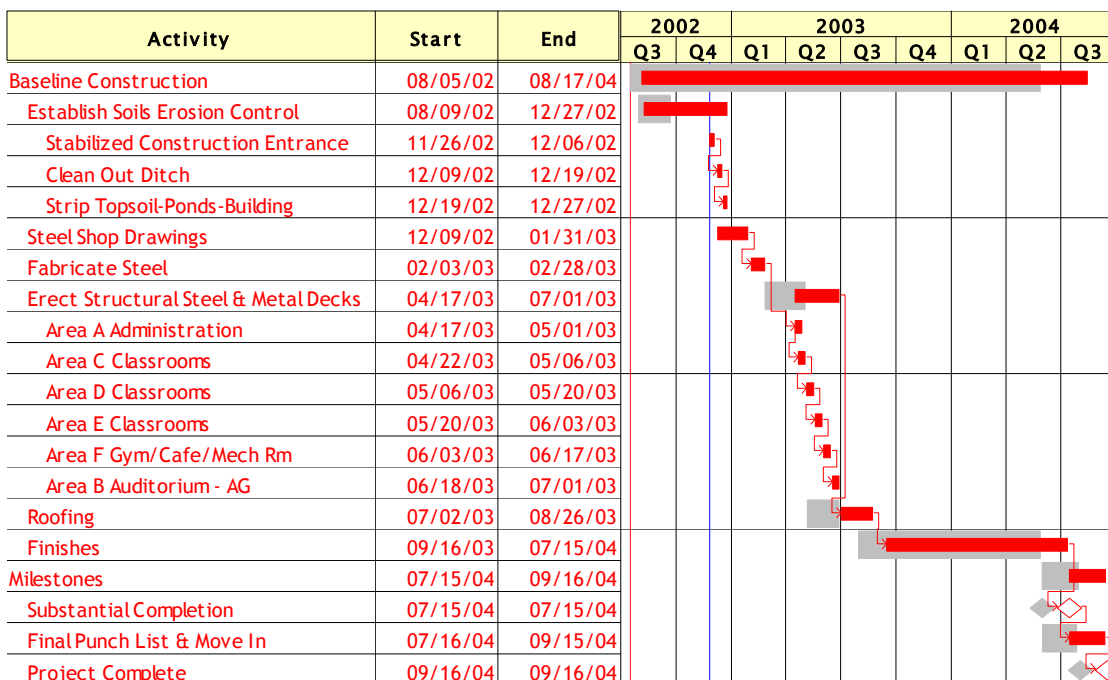 Activity Start End 2002 2003 2004
Q3 Q4 Q1 Q2 Q3 Q4 Q1 Q2 Q3
Baseline Construction 08/05/02 08/17/04
Establish Soils Erosion Control 08/09/02 12/27/02
Stabilized Construction Entrance 11/26/02 12/06/02
Clean Out Ditch 12/09/02 12/19/02
Strip Topsoil-Ponds-Building 12/19/02 12/27/02
Steel Shop Drawings 12/09/02 01/31/03
Fabricate Steel 02/03/03 02/28/03
Erect Structural Steel & Metal Decks 04/17/03 07/01/03
Area A Administration 04/17/03 05/01/03
Area C Classrooms 04/22/03 05/06/03
Area D Classrooms 05/06/03 05/20/03
Area E Classrooms 05/20/03 06/03/03
Area F Gym/Cafe/Mech Rm 06/03/03 06/17/03
Area B Auditorium - AG 06/18/03 07/01/03
Roofing 07/02/03 08/26/03
Finishes 09/16/03 07/15/04
Milestones 07/15/04 09/16/04
Substantial Completion 07/15/04 07/15/04
Final Punch List & Move In 07/16/04 09/15/04
Project Complete 09/16/04 09/16/04